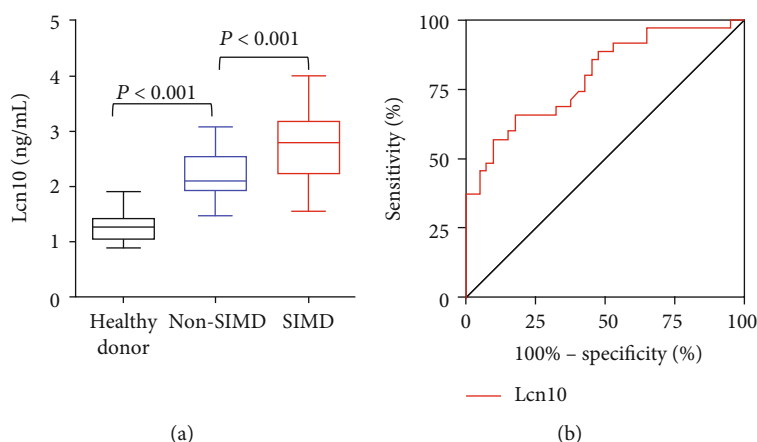 5
4
3
2
1
0
Lcn10 (ng/mL)
P < 0.001
P < 0.001
Healthy
donor
Non-SIMD
SIMD
(a)
100
75
50
25
0
Sensitivity (%)
0
25
50
75
100
100% – specificity (%)
Lcn10
(b)